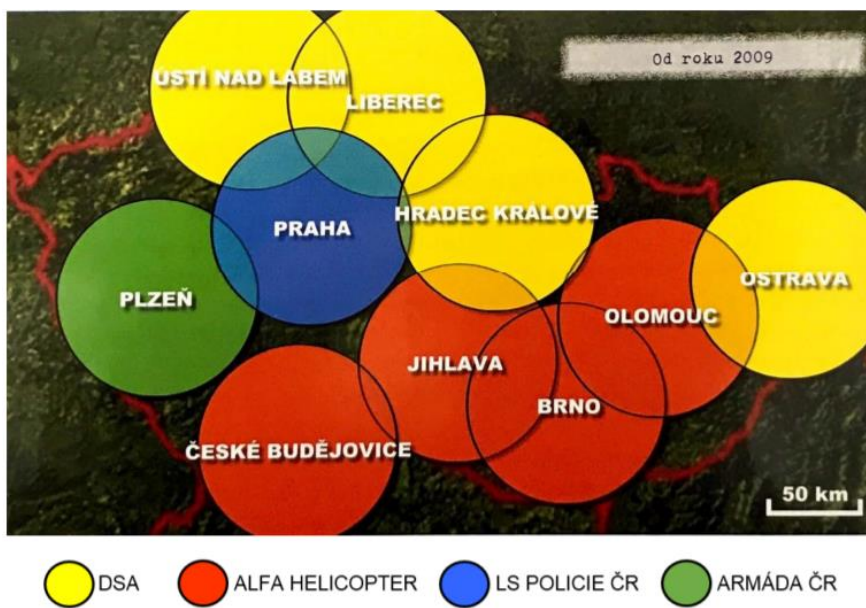 Od roku 2009
ÚSTÍ NAD LABEM
LIBEREC
HRADEC KRÁLOVÉ
PRAHA
OSTRAVA
PLZEŇ
OLOMOUC
JIHLAVA
BRNO
ČESKÉ BUDĚJOVICE
50 km
DSA
ALFA HELICOPTER
LS POLICIE ČR
ARMÁDA ČR